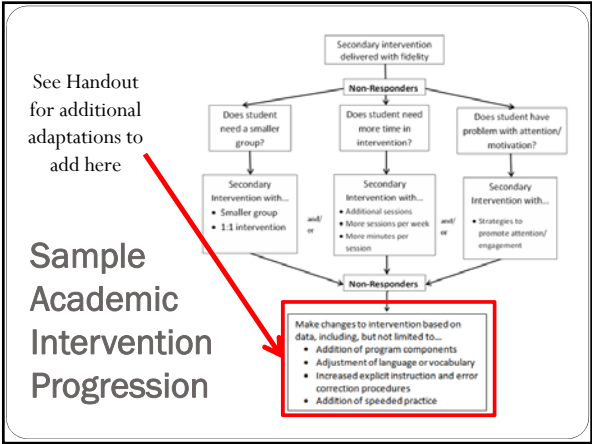 See Handout
for additional
adaptations to
add here
Sample
Academic
Intervention
Progression
Secondary intervention
delivered with fidelity
Non-Responders
Does student
need a smaller
group?
Does student need
more time in
intervention?
Does student have
problem with attention/
motivation?
Secondary
Intervention with...
• Smaller group
• 1:1 intervention
and/
or
Secondary
Intervention with...
• Additional sessions
• More sessions per week
• More minutes per
session
and/
or
Secondary
Intervention with...
• Strategies to
promote attention/
engagement
Non-Responders
Make changes to intervention based on
data, including, but not limited to...
• Addition of program components
• Adjustment of language or vocabulary
• Increased explicit instruction and error
correction procedures
• Addition of speeded practice